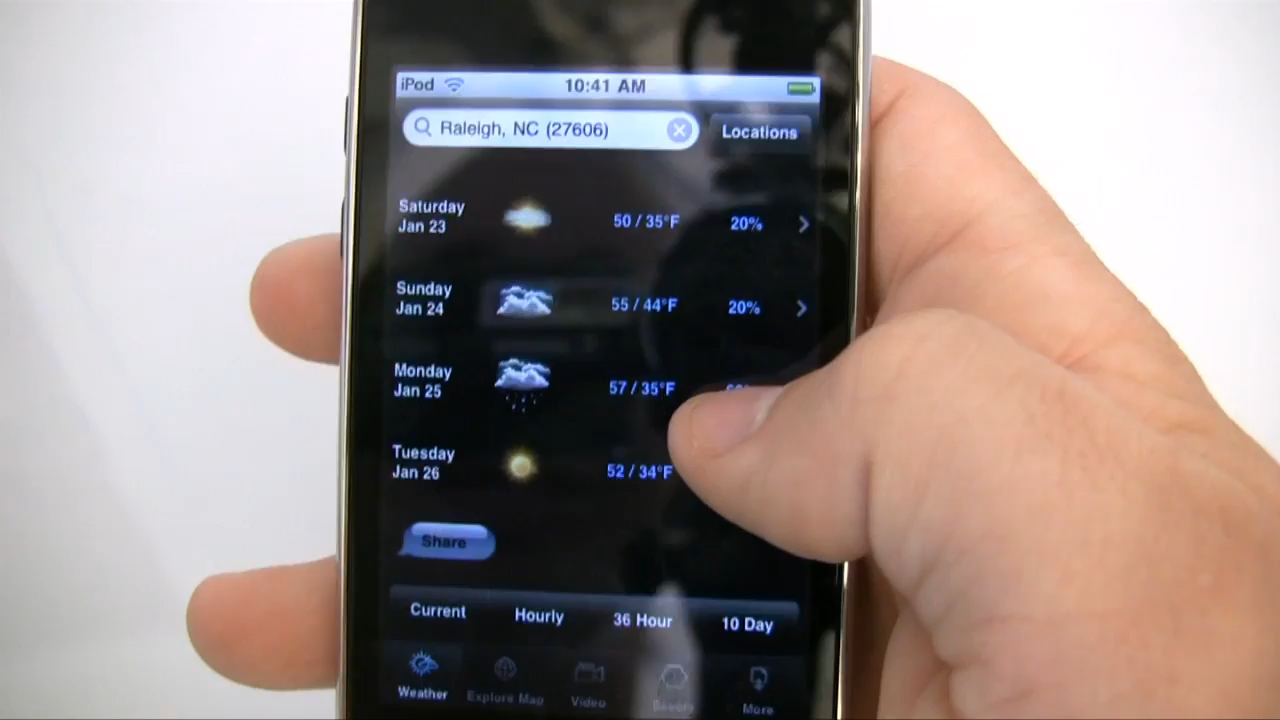 iPod 10:41 AM
Raleigh, NC (27606) Locations
Saturday
Jan 23
50 / 35°F 20%
Sunday
Jan 24
55 / 44°F 20%
Monday
Jan 25
57 / 35°F
Tuesday
Jan 26
52 / 34°F
Share
Current Hourly 36 Hour 10 Day
Weather Explore Map Video More